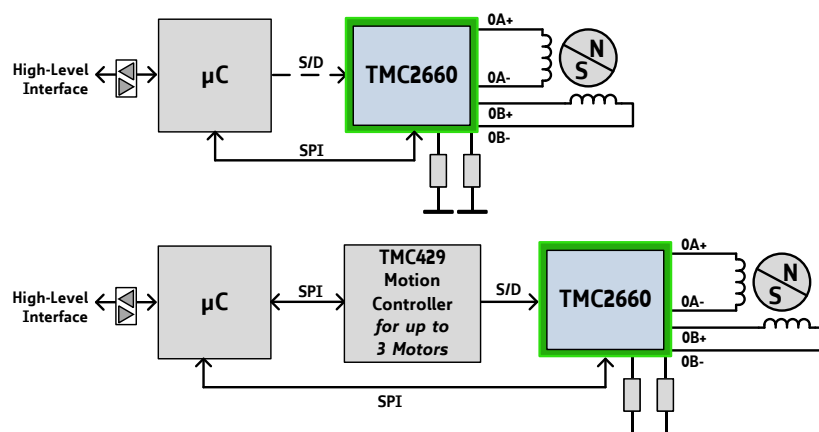 0A+
S/D
High-Level
Interface
µC
TMC2660
N
S
0A-
0B+
0B-
SPI
TMC429
Motion
Controller
for up to
3 Motors
0A+
SPI
S/D
High-Level
Interface
µC
TMC2660
N
S
0A-
0B+
0B-
SPI